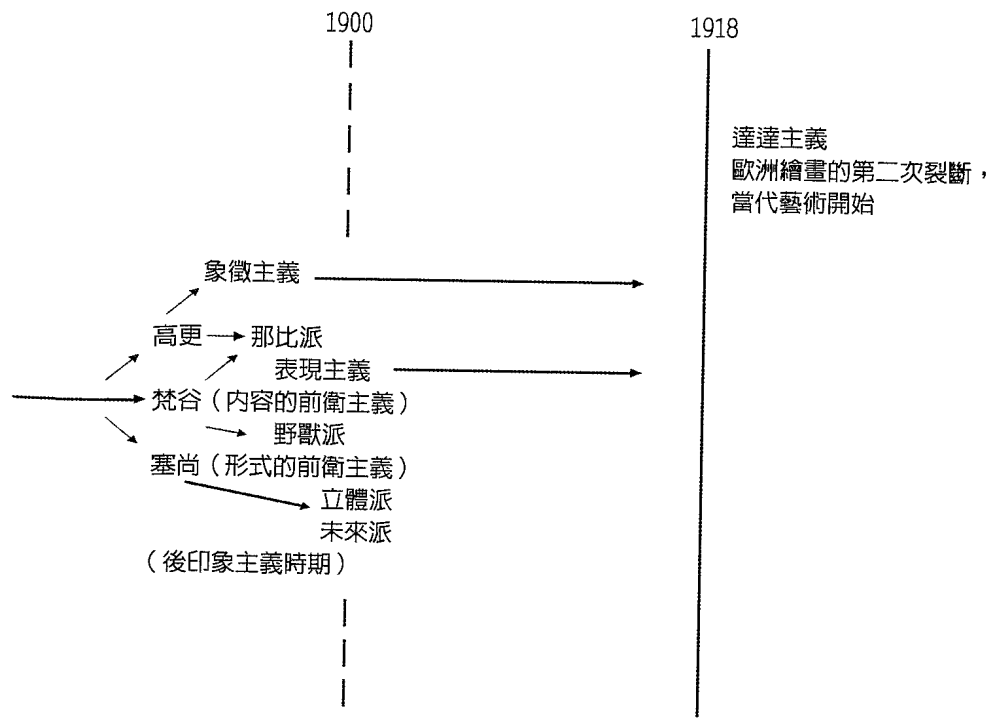 1900
1918
達達主義
歐洲繪畫的第二次裂斷，
當代藝術開始
象徵主義
高更
那比派
表現主義
梵谷（内容的前衛主義）
野獸派
塞尚（形式的前衛主義）
立體派
未來派
（後印象主義時期）